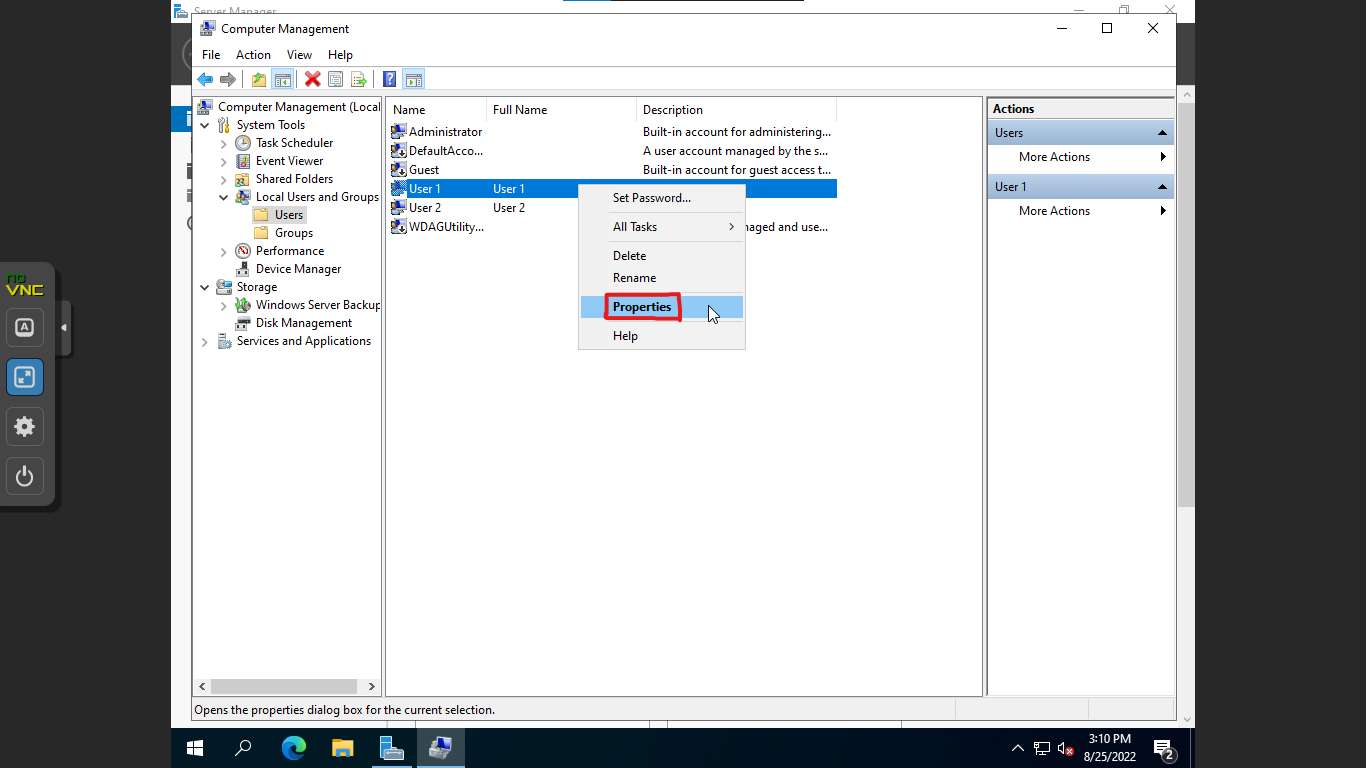 Server Manager
Computer Management
File Action View Help
Computer Management (Local
System Tools
Task Scheduler
Event Viewer
Shared Folders
Local Users and Groups
Users
Groups
Performance
Device Manager
Storage
Windows Server Backup
Disk Management
Services and Applications
Name Full Name Description
Administrator Built-in account for administering...
DefaultAcco... A user account managed by the s...
Guest Built-in account for guest access t...
User 1 User 1
User 2 User 2
WDAGUtility... naged and use...
Set Password...
All Tasks
Delete
Rename
Properties
Help
Actions
Users
More Actions
User 1
More Actions
Opens the properties dialog box for the current selection.
no
VNC
A
3:10 PM
8/25/2022
2